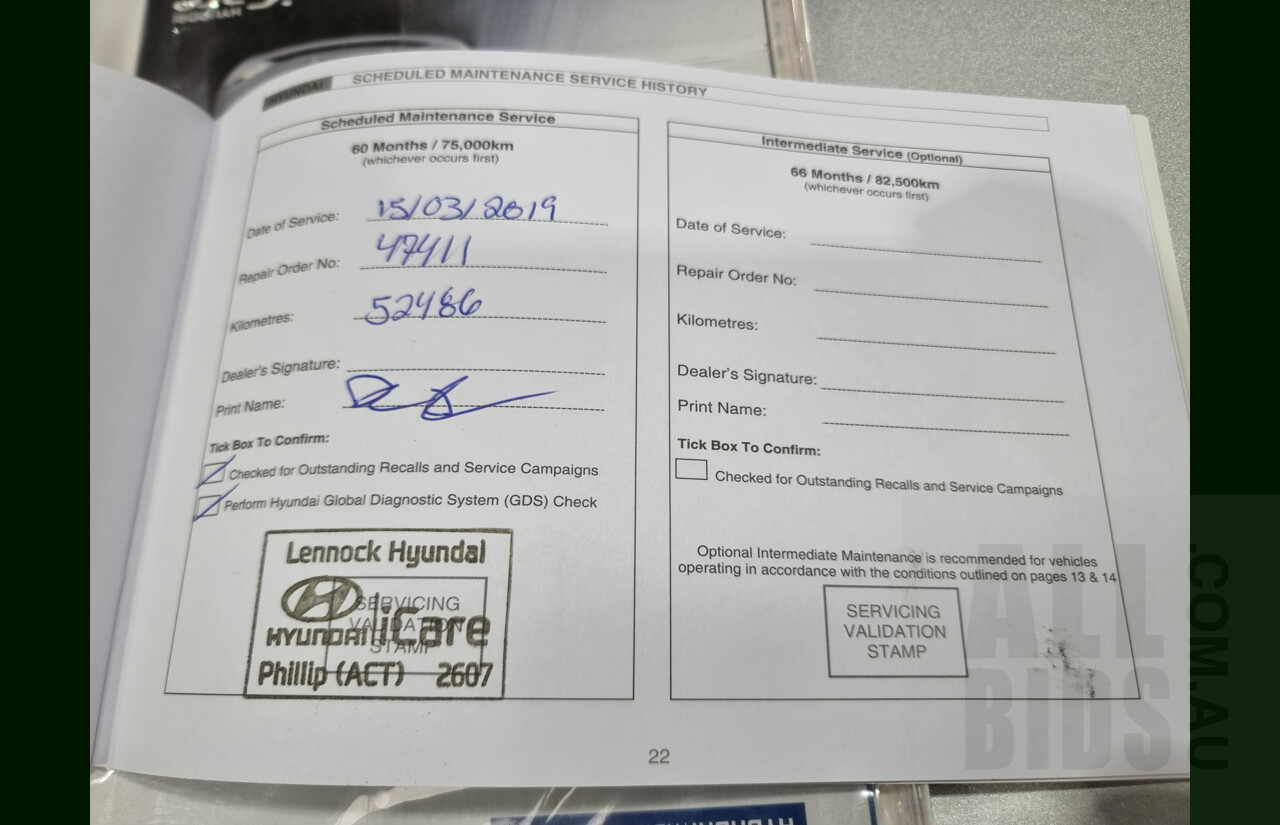 HYUNDAI SCHEDULED MAINTENANCE SERVICE HISTORY
Scheduled Maintenance Service
60 Months / 75,000km
(whichever occurs first)
Date of Service: 15/03/2019
Repair Order No: 47411
Kilometres: 52486
Dealer's Signature:
Print Name:
Tick Box To Confirm:
Checked for Outstanding Recalls and Service Campaigns
Perform Hyundai Global Diagnostic System (GDS) Check
Lennock Hyundai
SERVICING
VALIDATION
STAMP
HYUNDAI iCare
Phillip (ACT) 2607
Intermediate Service (Optional)
66 Months / 82,500km
(whichever occurs first)
Date of Service:
Repair Order No:
Kilometres:
Dealer's Signature:
Print Name:
Tick Box To Confirm:
Checked for Outstanding Recalls and Service Campaigns
Optional Intermediate Maintenance is recommended for vehicles
operating in accordance with the conditions outlined on pages 13 & 14
SERVICING
VALIDATION
STAMP
22
ALL
BIDS
.COM.AU